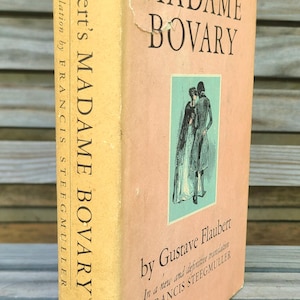 ert's MADAME BOVARY
lation by FRANCIS STEEGMULLER
MADAME
BOVARY
by Gustave Flaubert
In a new and definitive translation
FRANCIS STEEGMULLER